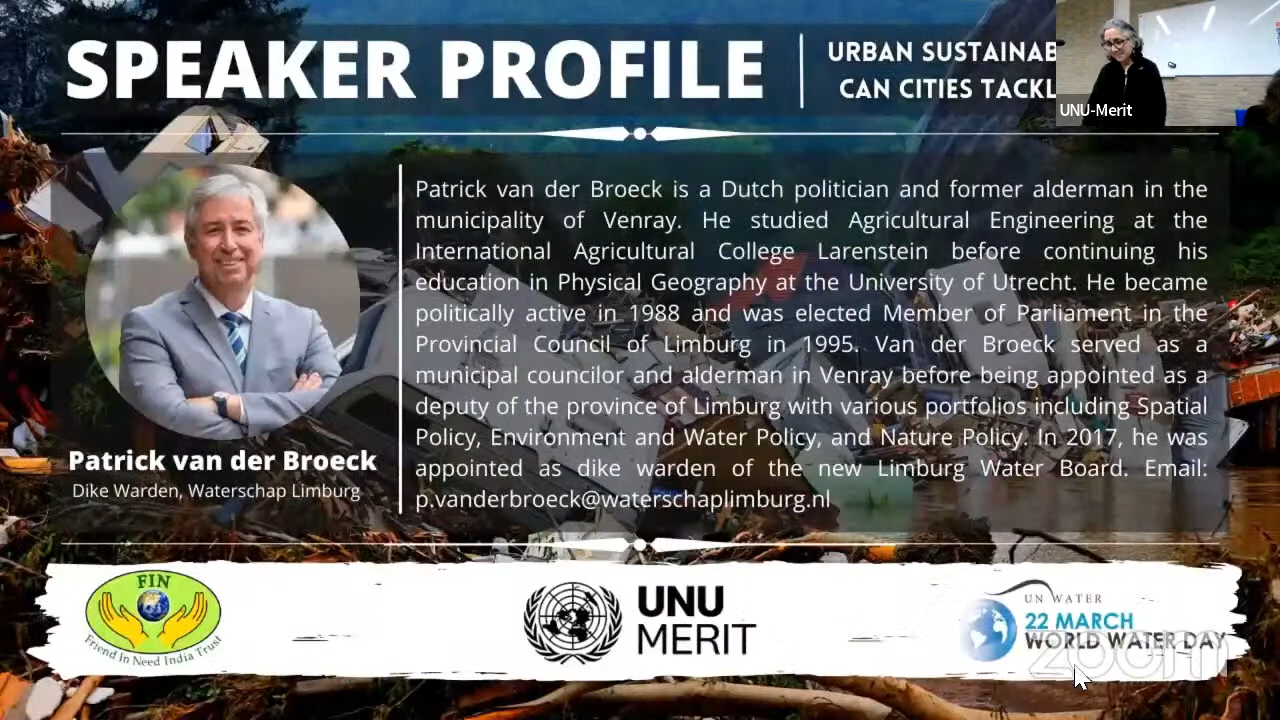 SPEAKER PROFILE
URBAN SUSTAINAB
CAN CITIES TACKL
UNU-Merit
Patrick van der Broeck is a Dutch politician and former alderman in the
municipality of Venray. He studied Agricultural Engineering at the
International Agricultural College Larenstein before continuing his
education in Physical Geography at the University of Utrecht. He became
politically active in 1988 and was elected Member of Parliament in the
Provincial Council of Limburg in 1995. Van der Broeck served as a
municipal councilor and alderman in Venray before being appointed as a
deputy of the province of Limburg with various portfolios including Spatial
Policy, Environment and Water Policy, and Nature Policy. In 2017, he was
appointed as dike warden of the new Limburg Water Board. Email:
p.vanderbroeck@waterschaplimburg.nl
Patrick van der Broeck
Dike Warden, Waterschap Limburg
FIN
Friend In Need India Trust
UNU
MERIT
UN WATER
22 MARCH
WORLD WATER DAY
zoom